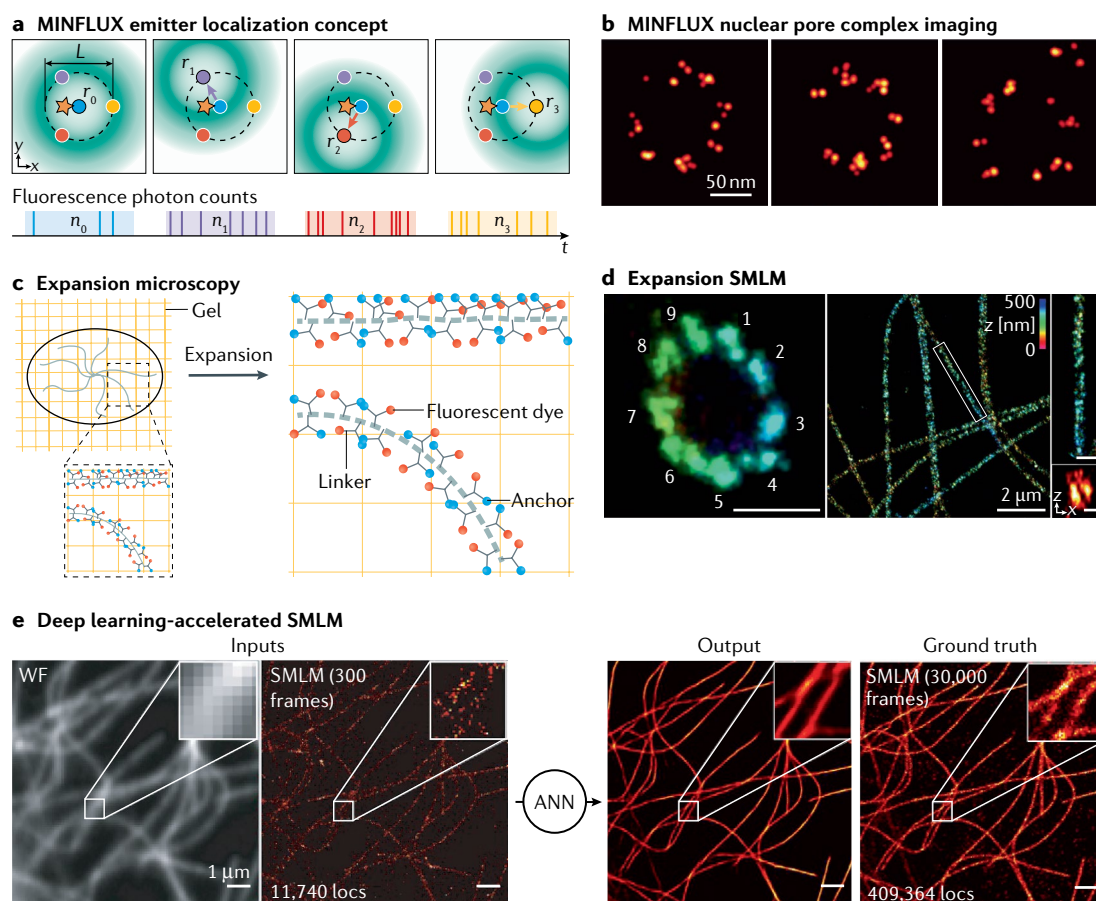 a MINFLUX emitter localization concept
L
r0
r1
r2
r3
y
x
Fluorescence photon counts
n0
n1
n2
n3
t
b MINFLUX nuclear pore complex imaging
50 nm
c Expansion microscopy
Gel
Expansion
Fluorescent dye
Linker
Anchor
d Expansion SMLM
9
1
8
2
7
3
6
4
5
500
z [nm]
0
2 µm
z
x
e Deep learning-accelerated SMLM
Inputs
Output
Ground truth
WF
SMLM (300
frames)
SMLM (30,000
frames)
ANN
1 µm
11,740 locs
409,364 locs